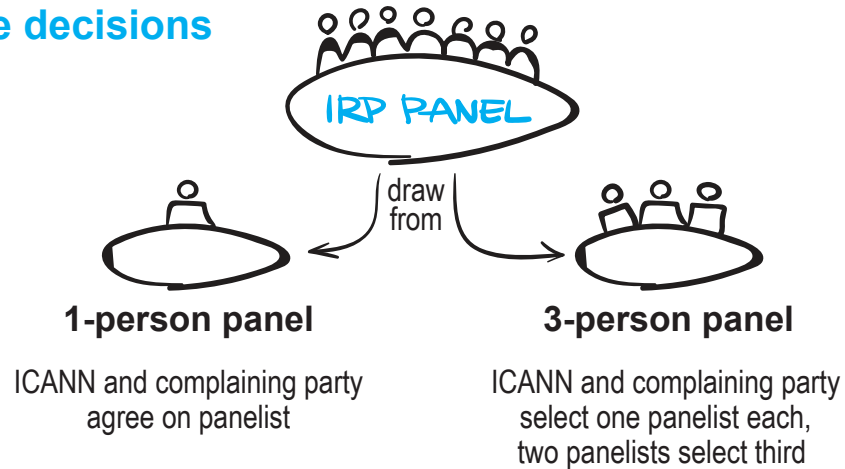 e decisions
IRP PANEL
draw
from
1-person panel
3-person panel
ICANN and complaining party
agree on panelist
ICANN and complaining party
select one panelist each,
two panelists select third